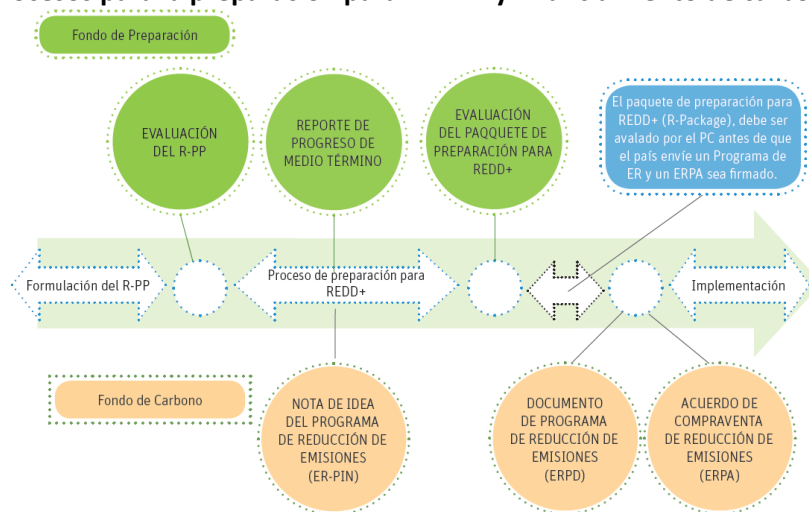 Fondo de Preparación
EVALUACIÓN
DEL R-PP
REPORTE DE
PROGRESO DE
MEDIO TÉRMINO
EVALUACIÓN
DEL PAQQUETE DE
PREPARACIÓN PARA
REDD+
El paquete de preparación para
REDD+ (R-Package), debe ser
avalado por el PC antes de que
el país envíe un Programa de
ER y un ERPA sea firmado.
Formulación del R-PP
Proceso de preparación para
REDD+
Implementación
Fondo de Carbono
NOTA DE IDEA
DEL PROGRAMA
DE REDUCCIÓN DE
EMISIONES
(ER-PIN)
DOCUMENTO
DE PROGRAMA
DE REDUCCIÓN DE
EMISIONES
(ERPD)
ACUERDO DE
COMPRAVENTA
DE REDUCCIÓN DE
EMISIONES
(ERPA)